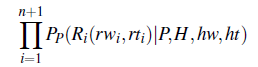 n+1
∏ P_P(R_i(rw_i, rt_i)|P, H, hw, ht)
i=1